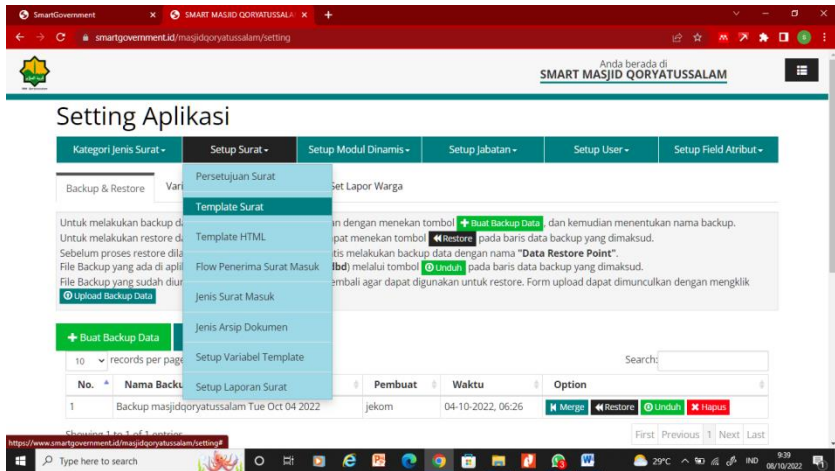 SmartGovernment
SMART MASJID QORYATUSSALA
smartgovernment.id/masjidqoryatussalam/setting
Anda berada di
SMART MASJID QORYATUSSALAM
Setting Aplikasi
Kategori Jenis Surat
Setup Surat
Setup Modul Dinamis
Setup Jabatan
Setup User
Setup Field Atribut
Backup & Restore
Vari
Set Lapor Warga
Persetujuan Surat
Template Surat
Template HTML
Flow Penerima Surat Masuk
Jenis Surat Masuk
Jenis Arsip Dokumen
Setup Variabel Template
Setup Laporan Surat
Untuk melakukan backup d
n dengan menekan tombol + Buat Backup Data , dan kemudian menentukan nama backup.
Untuk melakukan restore d
pat menekan tombol Restore pada baris data backup yang dimaksud.
Sebelum proses restore dila
tis melakukan backup data dengan nama "Data Restore Point".
File Backup yang ada di apli
lbd) melalui tombol Unduh pada baris data backup yang dimaksud.
File Backup yang sudah diur
embali agar dapat digunakan untuk restore. Form upload dapat dimunculkan dengan mengklik
Upload Backup Data
+ Buat Backup Data
10 records per page
Search:
No. Nama Backu Pembuat Waktu Option
1 Backup masjidqoryatussalam Tue Oct 04 2022 jekom 04-10-2022, 06:26 Merge Restore Unduh Hapus
Showing 1 to 1 of 1 entries
First Previous 1 Next Last
https://www.smartgovernment.id/masjidqoryatussalam/setting#
Type here to search
29°C
IND
9:39
08/10/2022